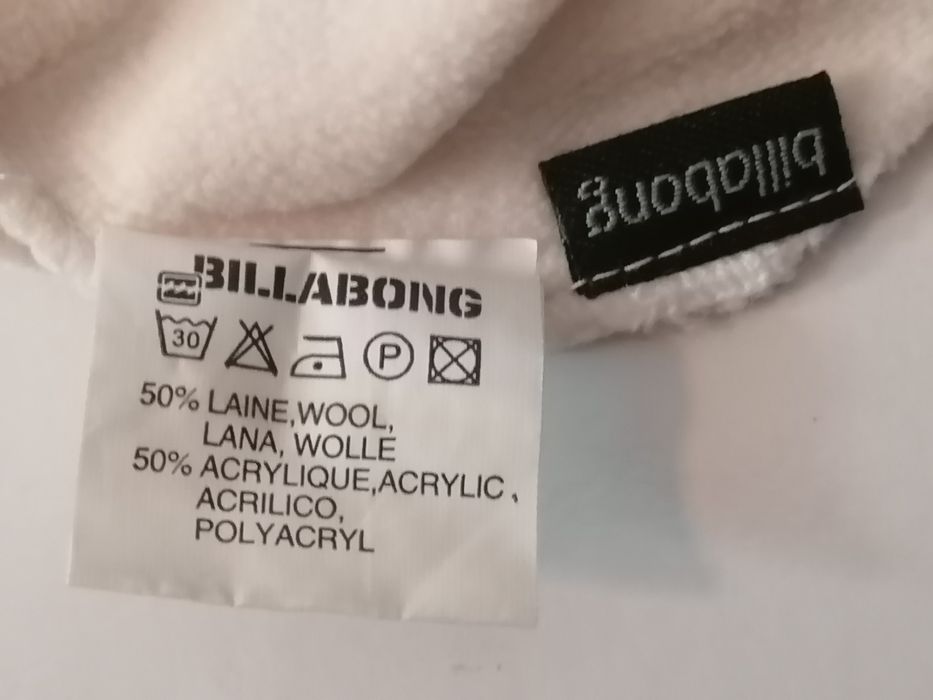 BILLABONG
30
P
50% LAINE,WOOL,
LANA, WOLLE
50% ACRYLIQUE,ACRYLIC,
ACRILICO,
POLYACRYL
billabong